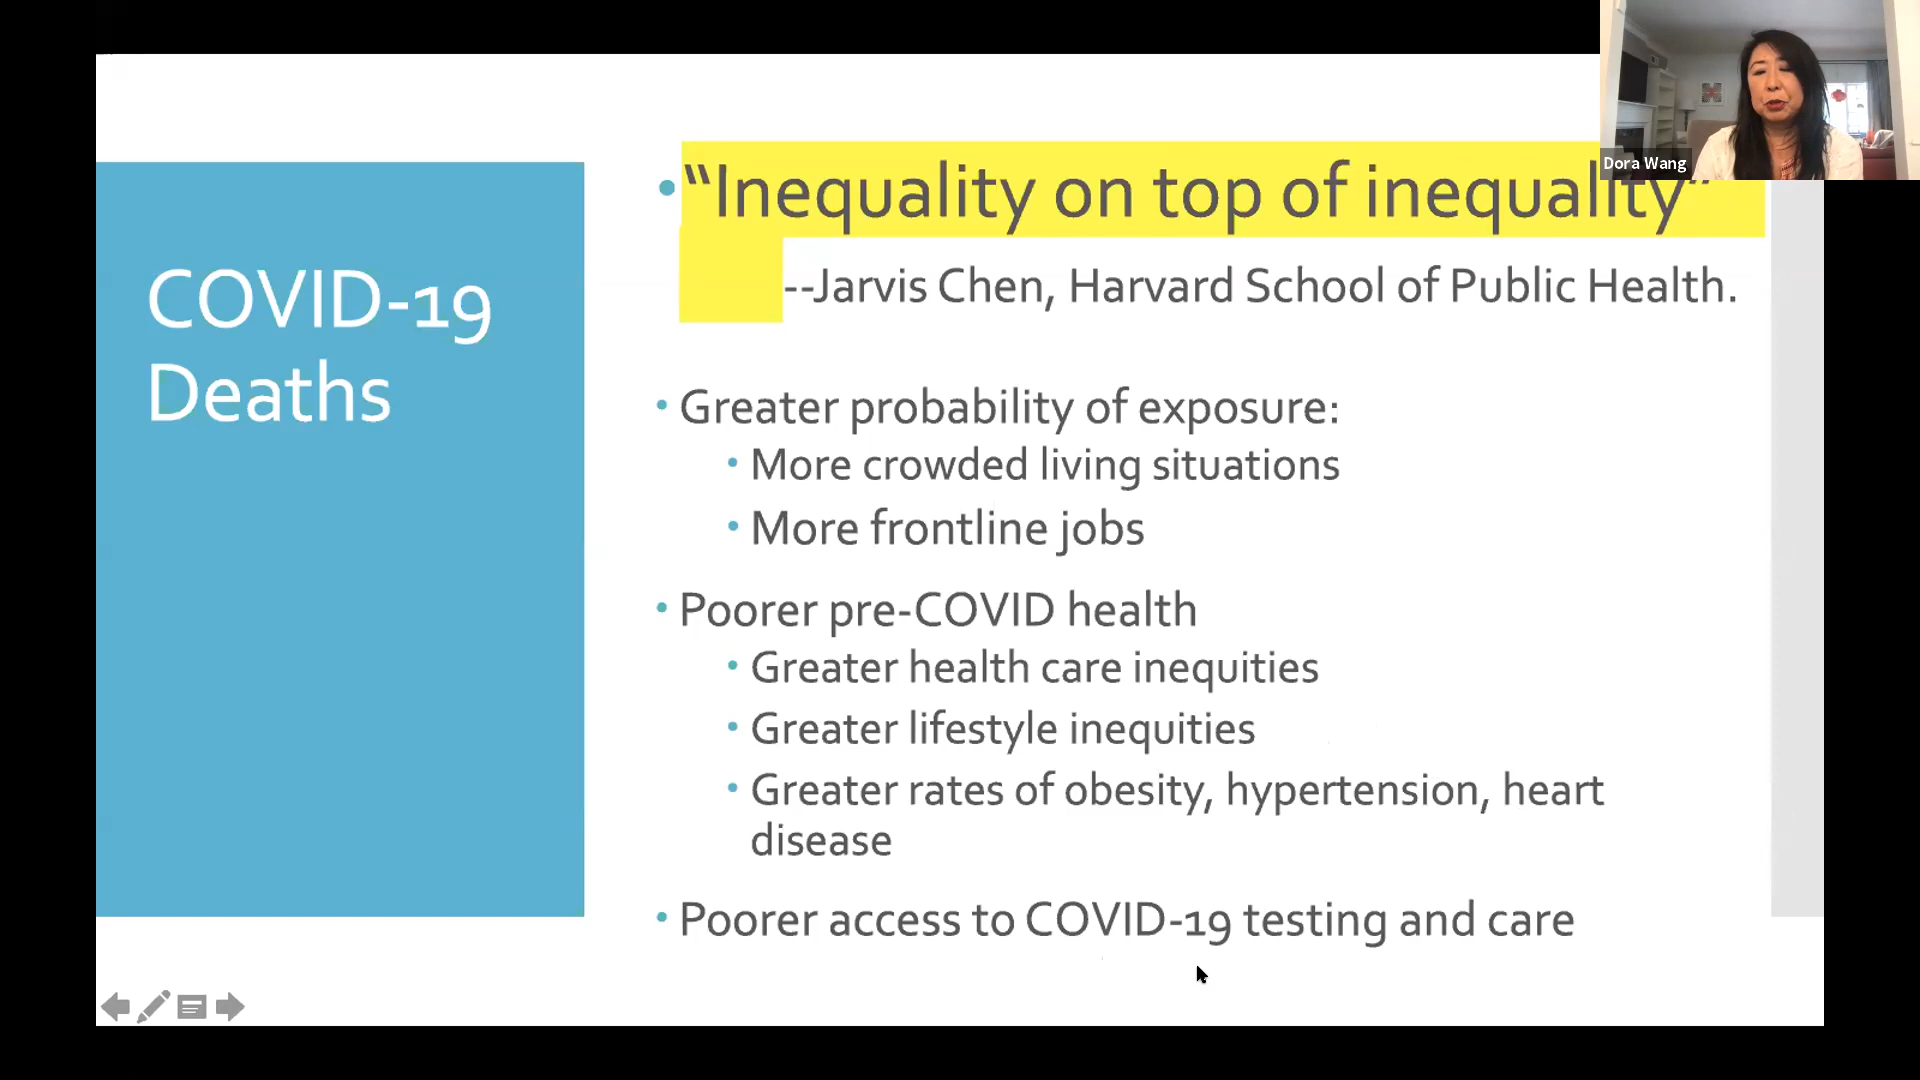 Dora Wang
COVID-19
Deaths
• “Inequality on top of inequality”
--Jarvis Chen, Harvard School of Public Health.
• Greater probability of exposure:
• More crowded living situations
• More frontline jobs
• Poorer pre-COVID health
• Greater health care inequities
• Greater lifestyle inequities
• Greater rates of obesity, hypertension, heart
disease
• Poorer access to COVID-19 testing and care